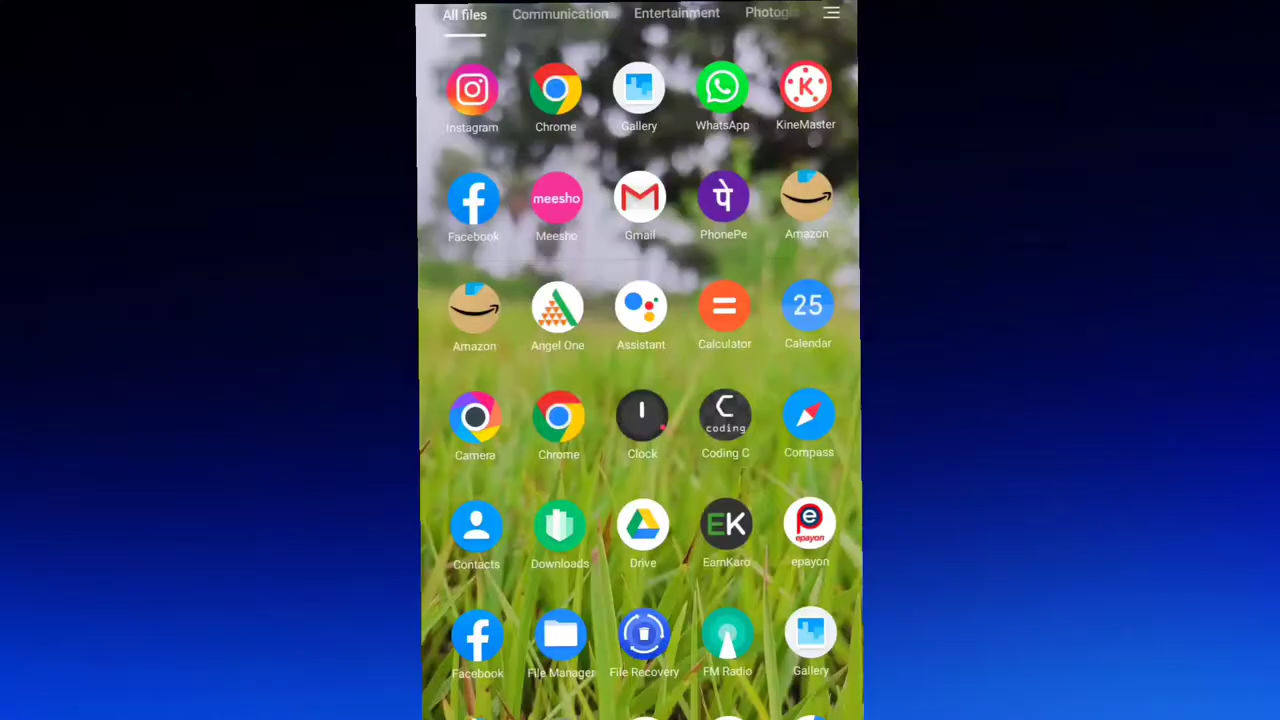 All files Communication Entertainment Photog
Instagram Chrome Gallery WhatsApp KineMaster
meesho पे
Facebook Meesho Gmail PhonePe Amazon
25
Amazon Angel One Assistant Calculator Calendar
C
coding
Camera Chrome Clock Coding C Compass
EK epayon
Contacts Downloads Drive EarnKaro epayon
Facebook File Manager File Recovery FM Radio Gallery